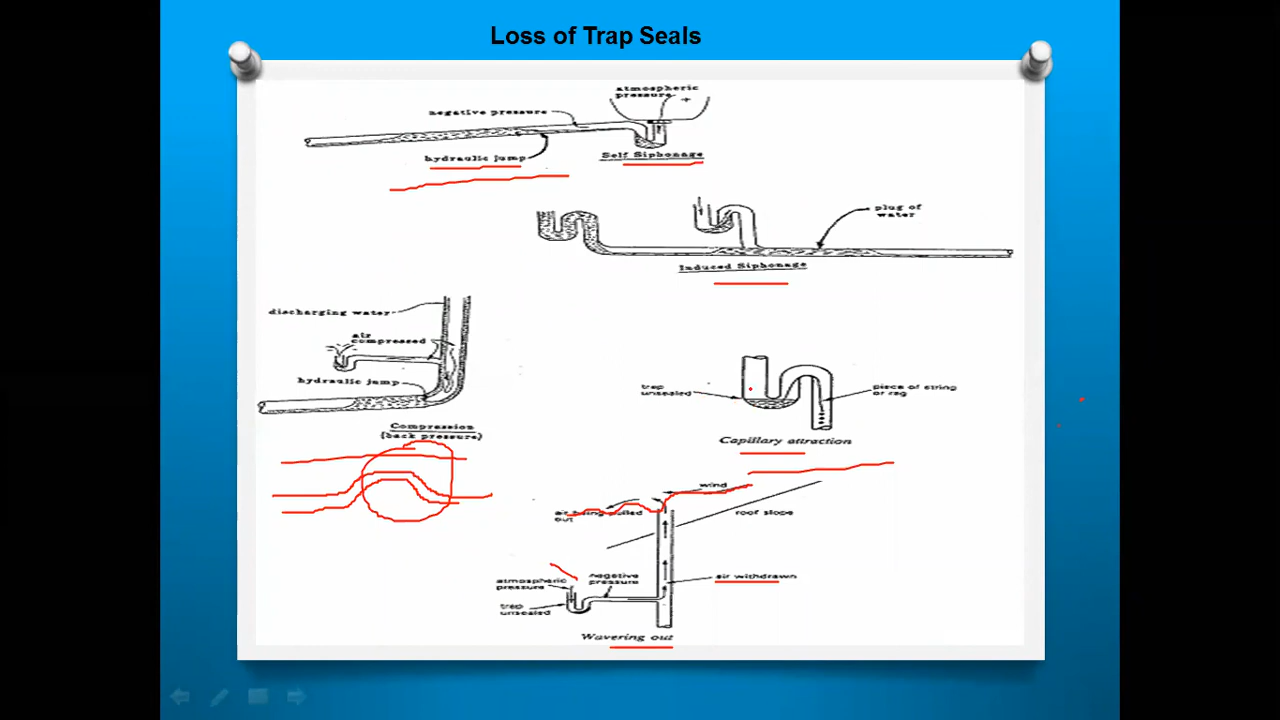 Loss of Trap Seals
atmospheric
pressure
negative pressure
hydraulic jump
Self Siphonage
plug of
water
Induced Siphonage
discharging water
air
compressed
hydraulic jump
Compression
(back pressure)
trap
unsealed
piece of string
or rag
Capillary attraction
wind
air being pulled
out
roof slope
atmospheric
pressure
negative
pressure
air withdrawn
trap
unsealed
Wavering out